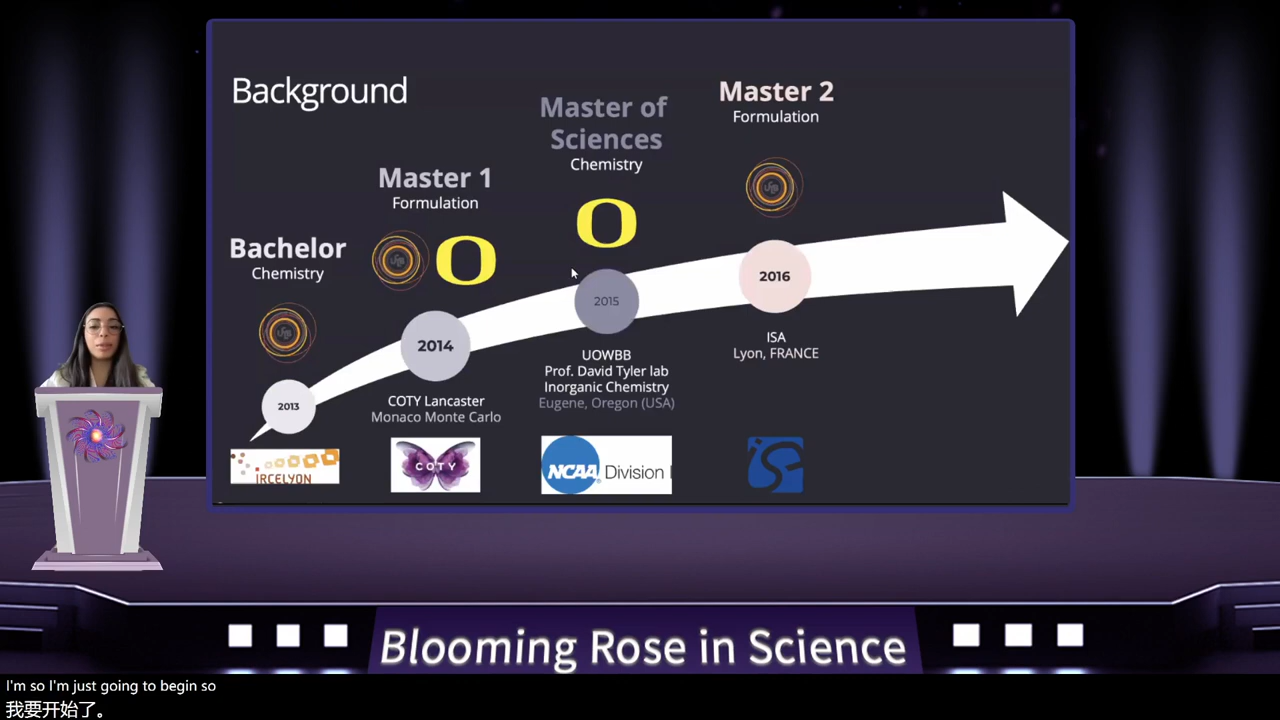 Background
Bachelor
Chemistry
2013
IRCELYON
Master 1
Formulation
O
2014
COTY Lancaster
Monaco Monte Carlo
COTY
Master of
Sciences
Chemistry
O
2015
UOWBB
Prof. David Tyler lab
Inorganic Chemistry
Eugene, Oregon (USA)
NCAA Division
Master 2
Formulation
2016
ISA
Lyon, FRANCE
Blooming Rose in Science
I'm so I'm just going to begin so
我要开始了。